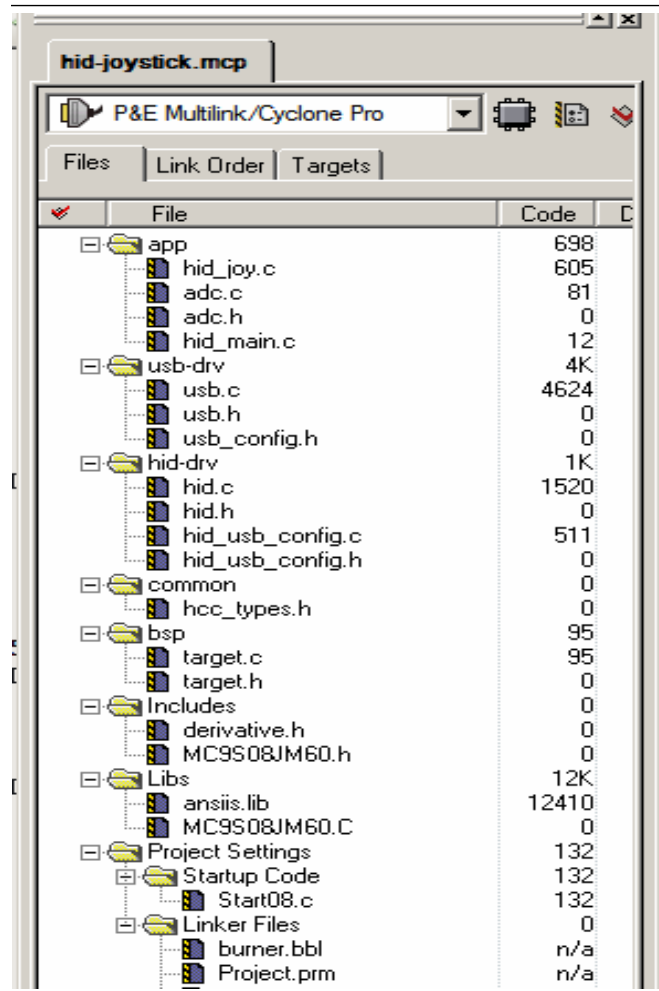 hid-joystick.mcp
P&E Multilink/Cyclone Pro
Files Link Order Targets
File Code
app 698
hid_joy.c 605
adc.c 81
adc.h 0
hid_main.c 12
usb-drv 4K
usb.c 4624
usb.h 0
usb_config.h 0
hid-drv 1K
hid.c 1520
hid.h 0
hid_usb_config.c 511
hid_usb_config.h 0
common 0
hcc_types.h 0
bsp 95
target.c 95
target.h 0
Includes 0
derivative.h 0
MC9S08JM60.h 0
Libs 12K
ansiis.lib 12410
MC9S08JM60.C 0
Project Settings 132
Startup Code 132
Start08.c 132
Linker Files 0
burner.bbl n/a
Project.prm n/a